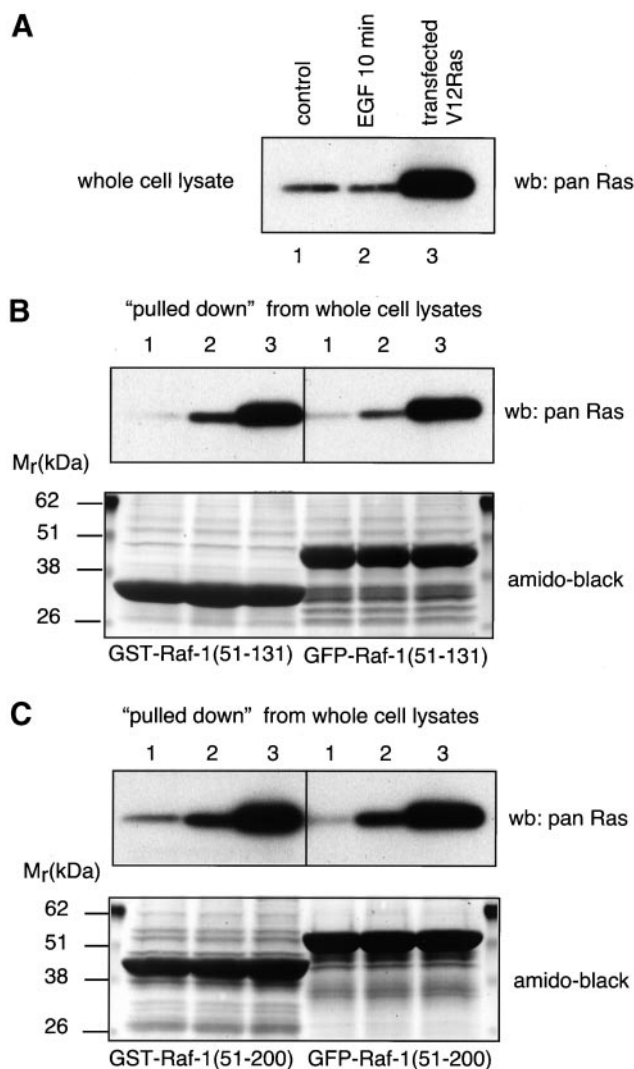 A
control
EGF 10 min
transfected
V12Ras
whole cell lysate
wb: pan Ras
1 2 3
B
"pulled down" from whole cell lysates
1 2 3 1 2 3
wb: pan Ras
Mr(kDa)
62
51
38
26
amido-black
GST-Raf-1(51-131) GFP-Raf-1(51-131)
C
"pulled down" from whole cell lysates
1 2 3 1 2 3
wb: pan Ras
Mr(kDa)
62
51
38
26
amido-black
GST-Raf-1(51-200) GFP-Raf-1(51-200)